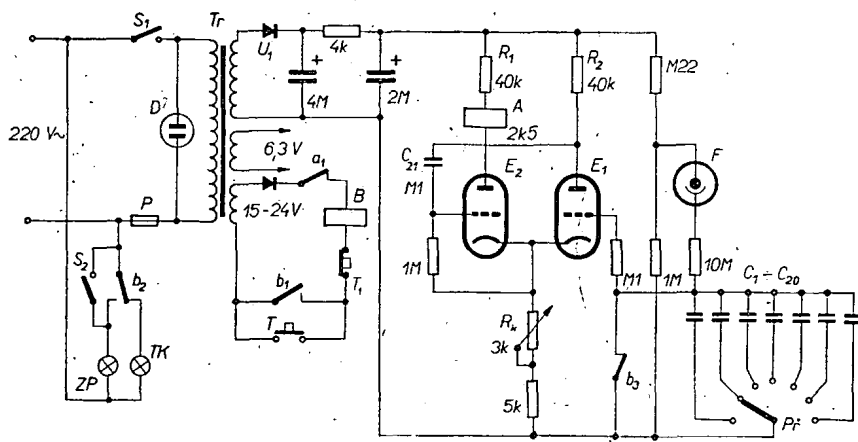 S₁
Tr
U₁
4k
+
4M
+
2M
R₁
40k
R₂
40k
M22
D
A
2k5
220 V~
6,3 V
a₁
C₂₁
M1
E₂
E₁
F
P
15-24V
B
1M
M1
1M
10M
C₁ ÷ C₂₀
S₂
b₂
b₁
T₁
T
Rₖ
3k
b₃
ZP
TK
5k
Př